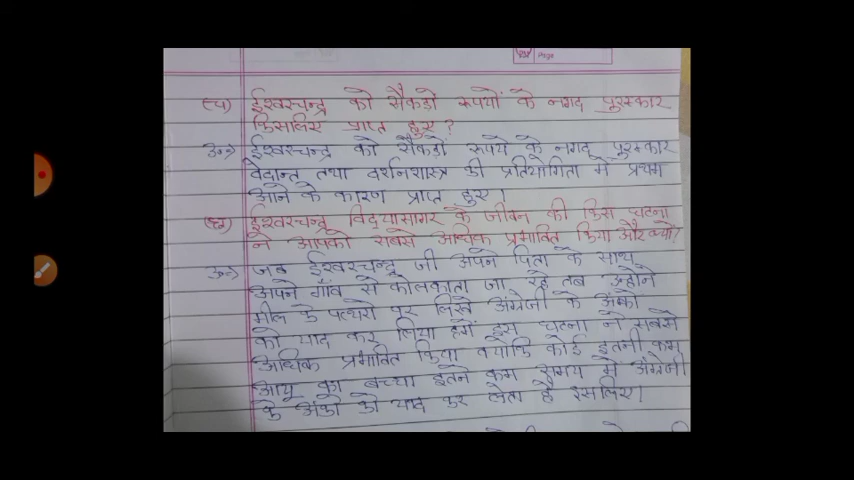 Page
(घ) ईश्वरचन्द्र को सैकड़ो रूपयों के नगद पुरस्कार
किसलिए प्राप्त हुए?
उ०⇒ ईश्वरचन्द्र को सैकड़ों रूपये के नगद पुरस्कार
वेदान्त तथा दर्शनशास्त्र की प्रतियोगिता में प्रथम
आने के कारण प्राप्त हुए।
ईश्वरचन्द्र विद्यासागर के जीवन की किस घटना
ने आपको सबसे अधिक प्रभावित किया और क्यों?
उ०⇒ जब ईश्वरचन्द्र जी अपने पिता के साथ
अपने गाँव से कोलकाता जा रहे तब उन्होने
मील के पत्थरो पर लिखे अंग्रेजी के अंको
को याद कर लिया हमें इस घटना ने सबसे
अधिक प्रभावित किया क्योकि कोई इतनी कम
आयू का बच्चा इतने कम समय में अंग्रेजी
के अंको को याद कर लेता है इसलिए।